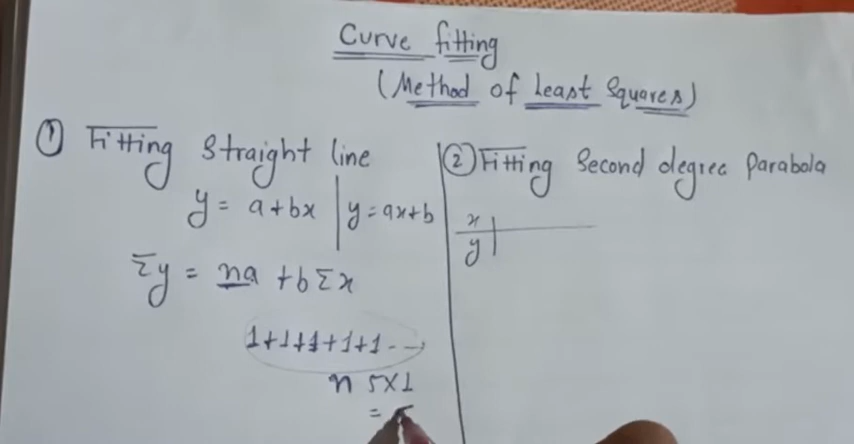 Curve fitting
(Method of Least Squares)
① Fitting Straight line
y = a+bx | y = ax+b
Σy = na + bΣx
1+1+1+1+1--
n 5×1
= 5
② Fitting Second degree Parabola
x
y